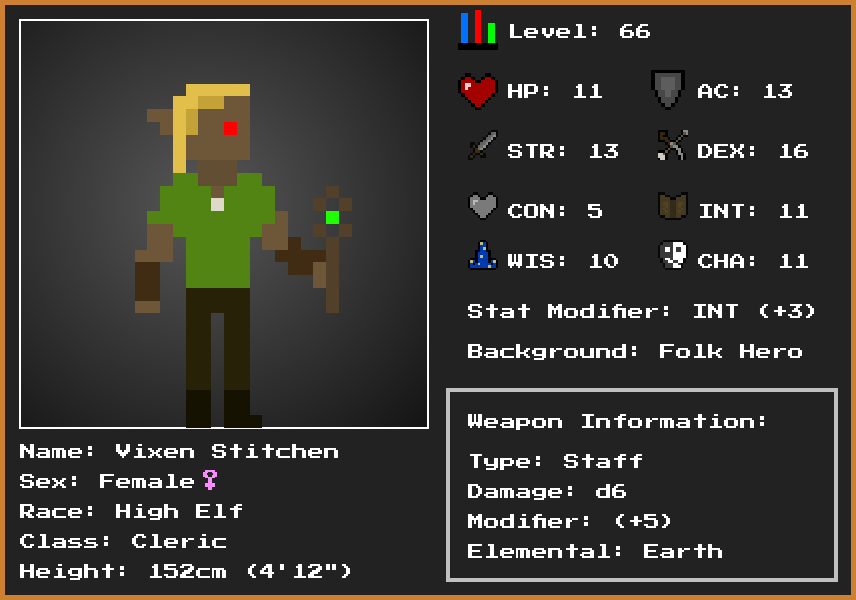 Level: 66
HP: 11 AC: 13
STR: 13 DEX: 16
CON: 5 INT: 11
WIS: 10 CHA: 11
Stat Modifier: INT (+3)
Background: Folk Hero
Weapon Information:
Type: Staff
Damage: d6
Modifier: (+5)
Elemental: Earth
Name: Vixen Stitchen
Sex: Female♀
Race: High Elf
Class: Cleric
Height: 152cm (4'12")